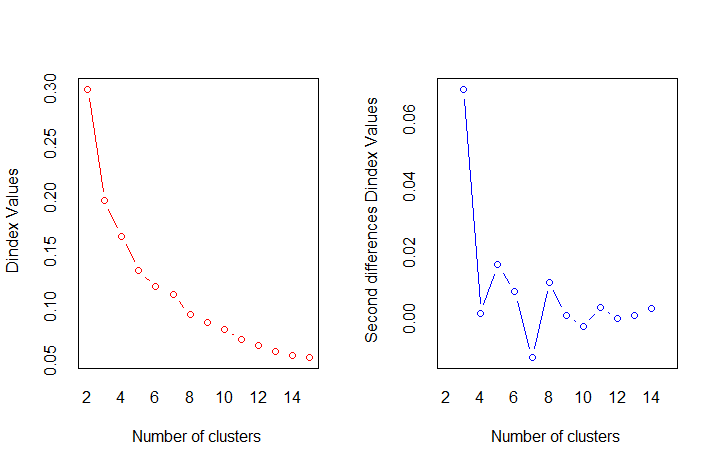 Dindex Values
0.05 0.10 0.15 0.20 0.25 0.30
2 4 6 8 10 12 14
Number of clusters
Second differences Dindex Values
0.00 0.02 0.04 0.06
2 4 6 8 10 12 14
Number of clusters